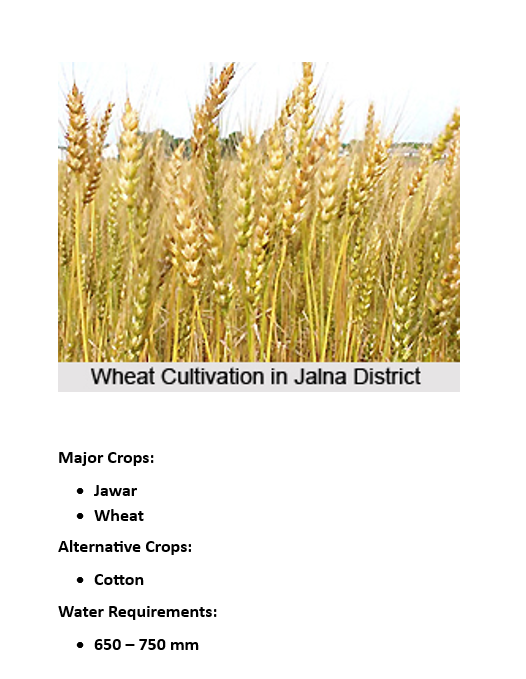 Wheat Cultivation in Jalna District
Major Crops:
• Jawar
• Wheat
Alternative Crops:
• Cotton
Water Requirements:
• 650 – 750 mm